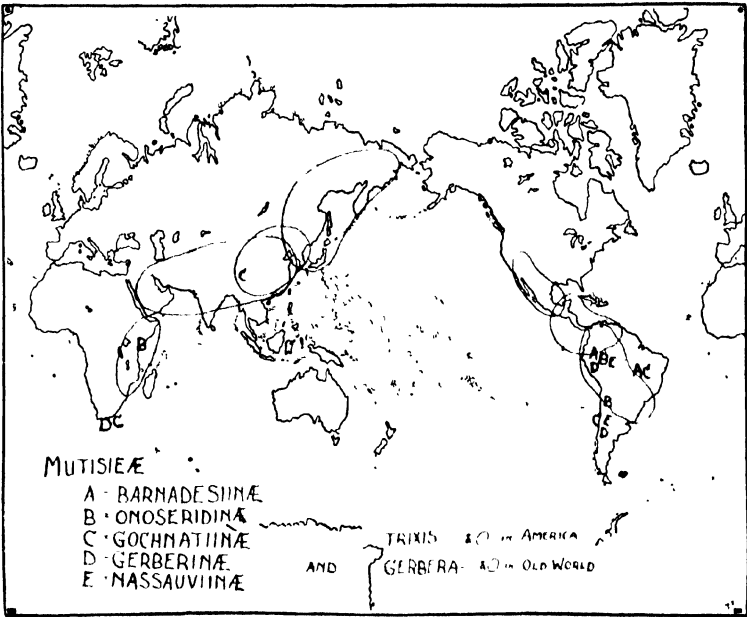 C
B
DC
ABC
D
AC
B
C E
D
MUTISIEÆ
A - BARNADESIINÆ
B · ONOSERIDINÆ
C · GOCHNATIINÆ
D - GERBERINÆ
E · NASSAUVIINÆ
TRIXIS & IN AMERICA
AND GERBERA- & IN OLD WORLD